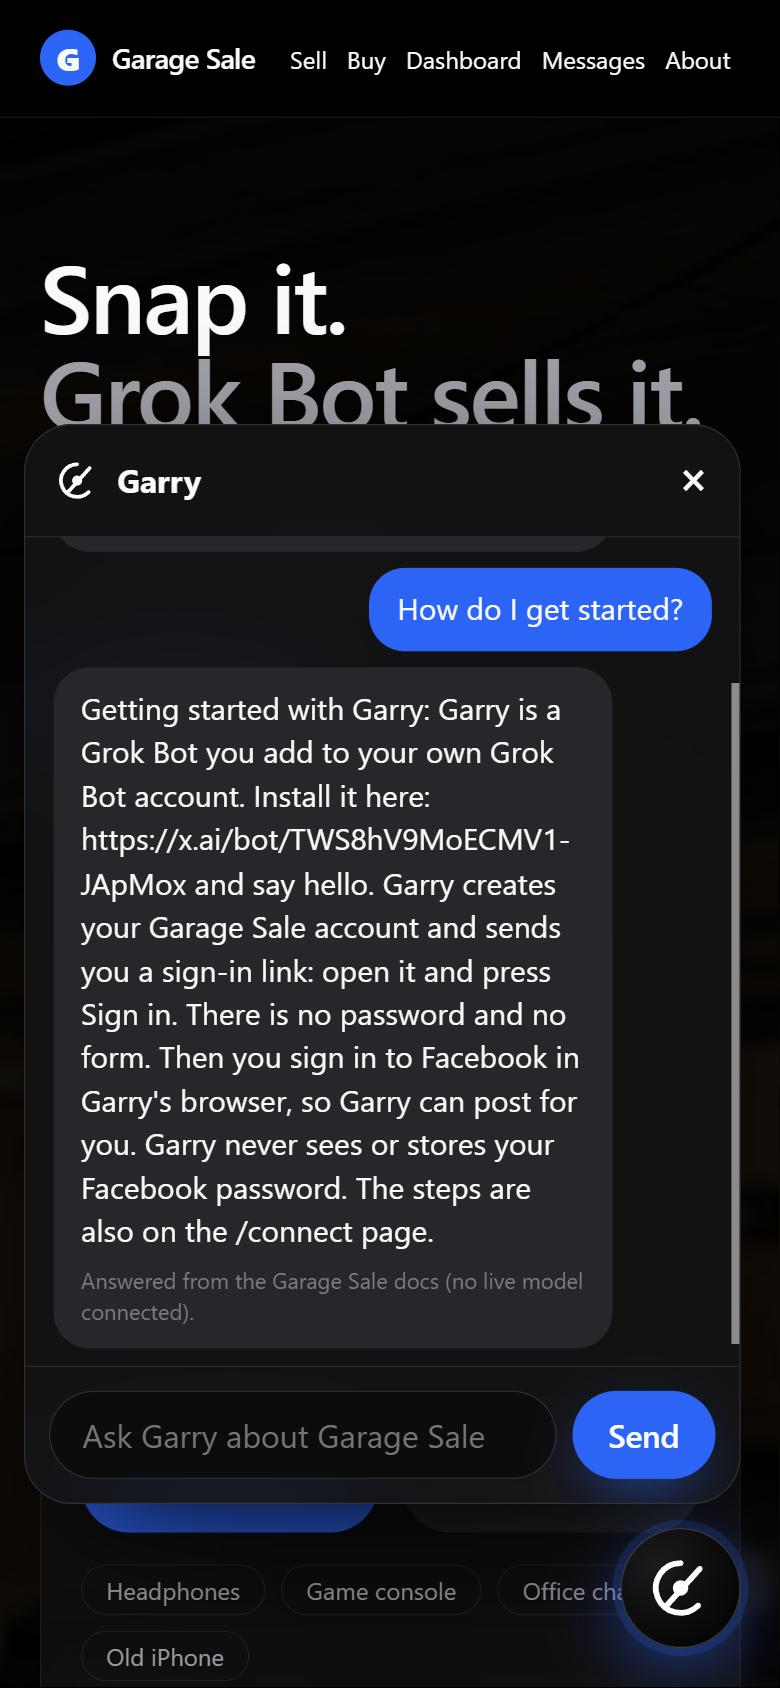 G Garage Sale Sell Buy Dashboard Messages About
Snap it.
Grok Bot sells it.
Garry
How do I get started?
Getting started with Garry: Garry is a
Grok Bot you add to your own Grok
Bot account. Install it here:
https://x.ai/bot/TWS8hV9MoECMV1-
JApMox and say hello. Garry creates
your Garage Sale account and sends
you a sign-in link: open it and press
Sign in. There is no password and no
form. Then you sign in to Facebook in
Garry's browser, so Garry can post for
you. Garry never sees or stores your
Facebook password. The steps are
also on the /connect page.
Answered from the Garage Sale docs (no live model
connected).
Ask Garry about Garage Sale
Send
Headphones Game console Office cha
Old iPhone